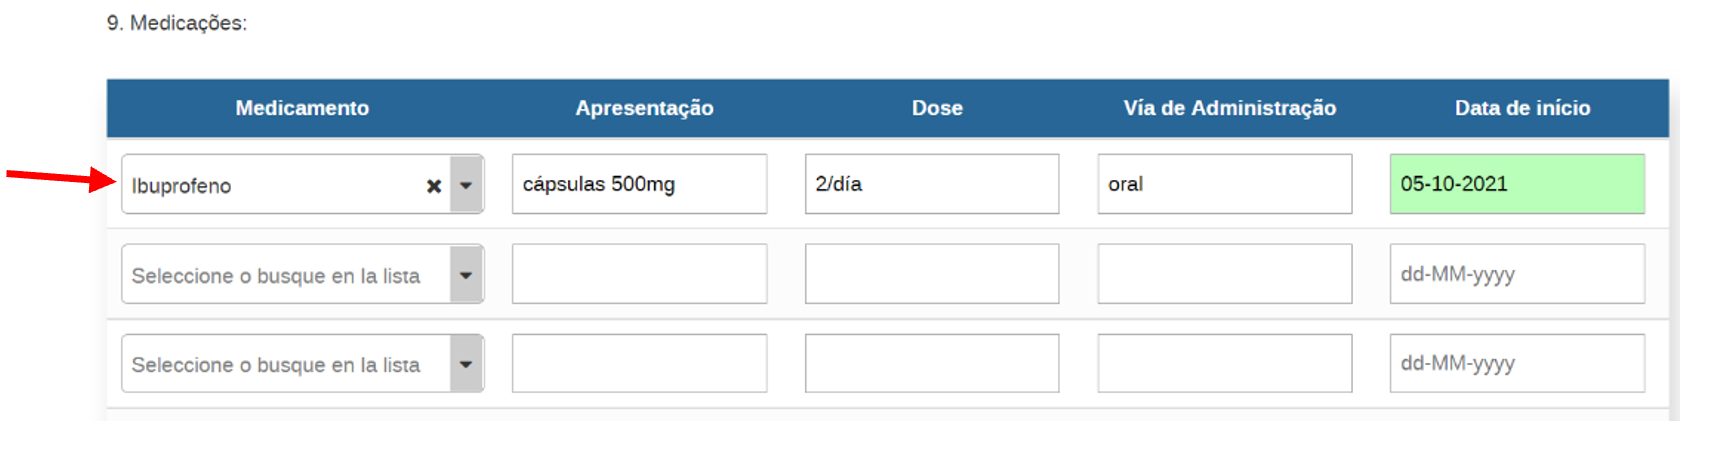 9. Medicações:
Medicamento Apresentação Dose Vía de Administração Data de início
Ibuprofeno cápsulas 500mg 2/día oral 05-10-2021
Seleccione o busque en la lista dd-MM-yyyy
Seleccione o busque en la lista dd-MM-yyyy